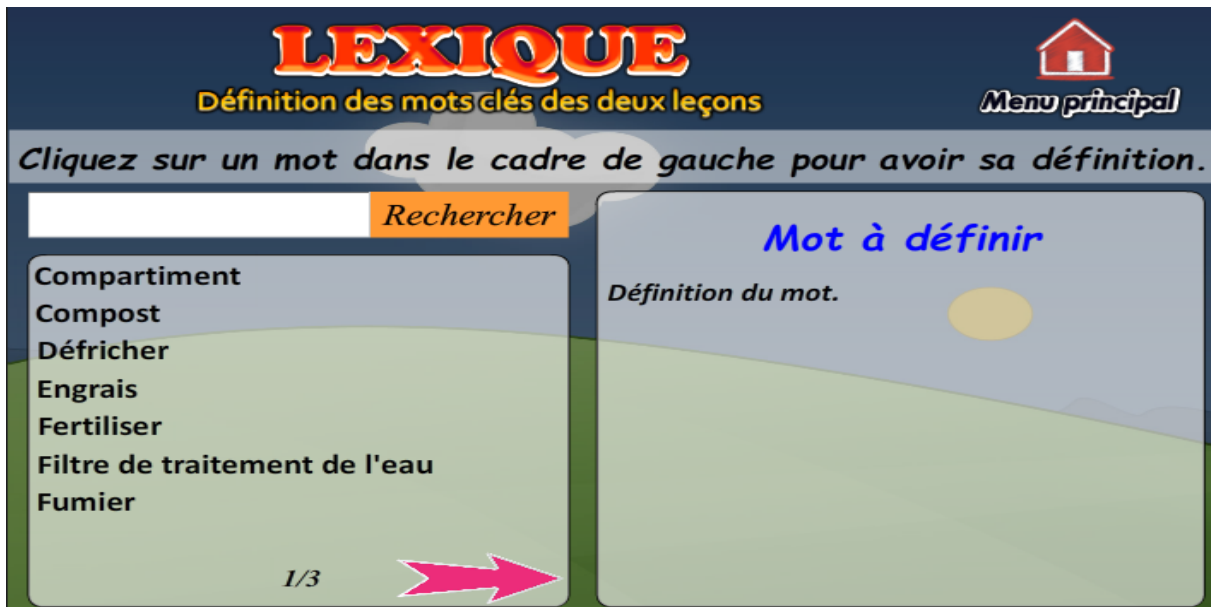 LEXIQUE
Définition des mots clés des deux leçons
Menu principal
Cliquez sur un mot dans le cadre de gauche pour avoir sa définition.
Rechercher
Compartiment
Compost
Défricher
Engrais
Fertiliser
Filtre de traitement de l'eau
Fumier
1/3
Mot à définir
Définition du mot.